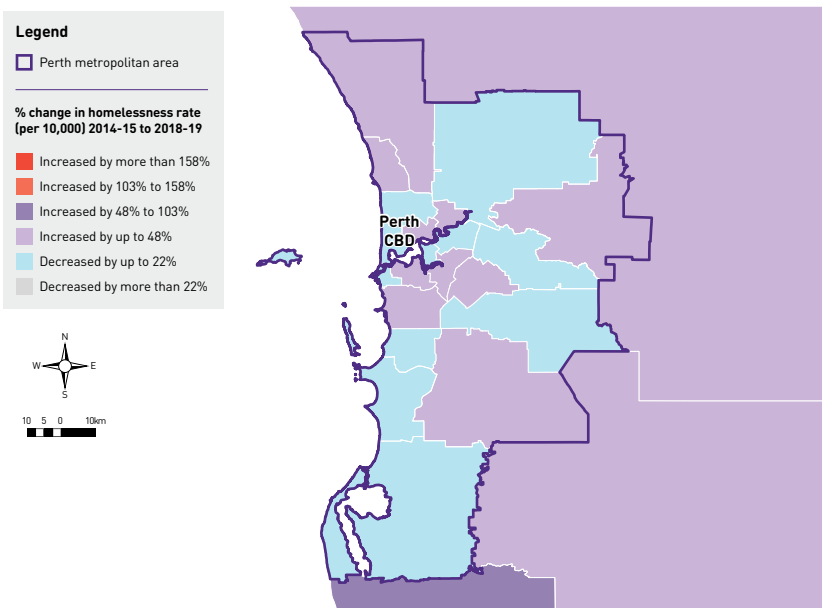 Legend
Perth metropolitan area
% change in homelessness rate
(per 10,000) 2014-15 to 2018-19
Increased by more than 158%
Increased by 103% to 158%
Increased by 48% to 103%
Increased by up to 48%
Decreased by up to 22%
Decreased by more than 22%
N
W E
S
10 5 0 10km
Perth
CBD